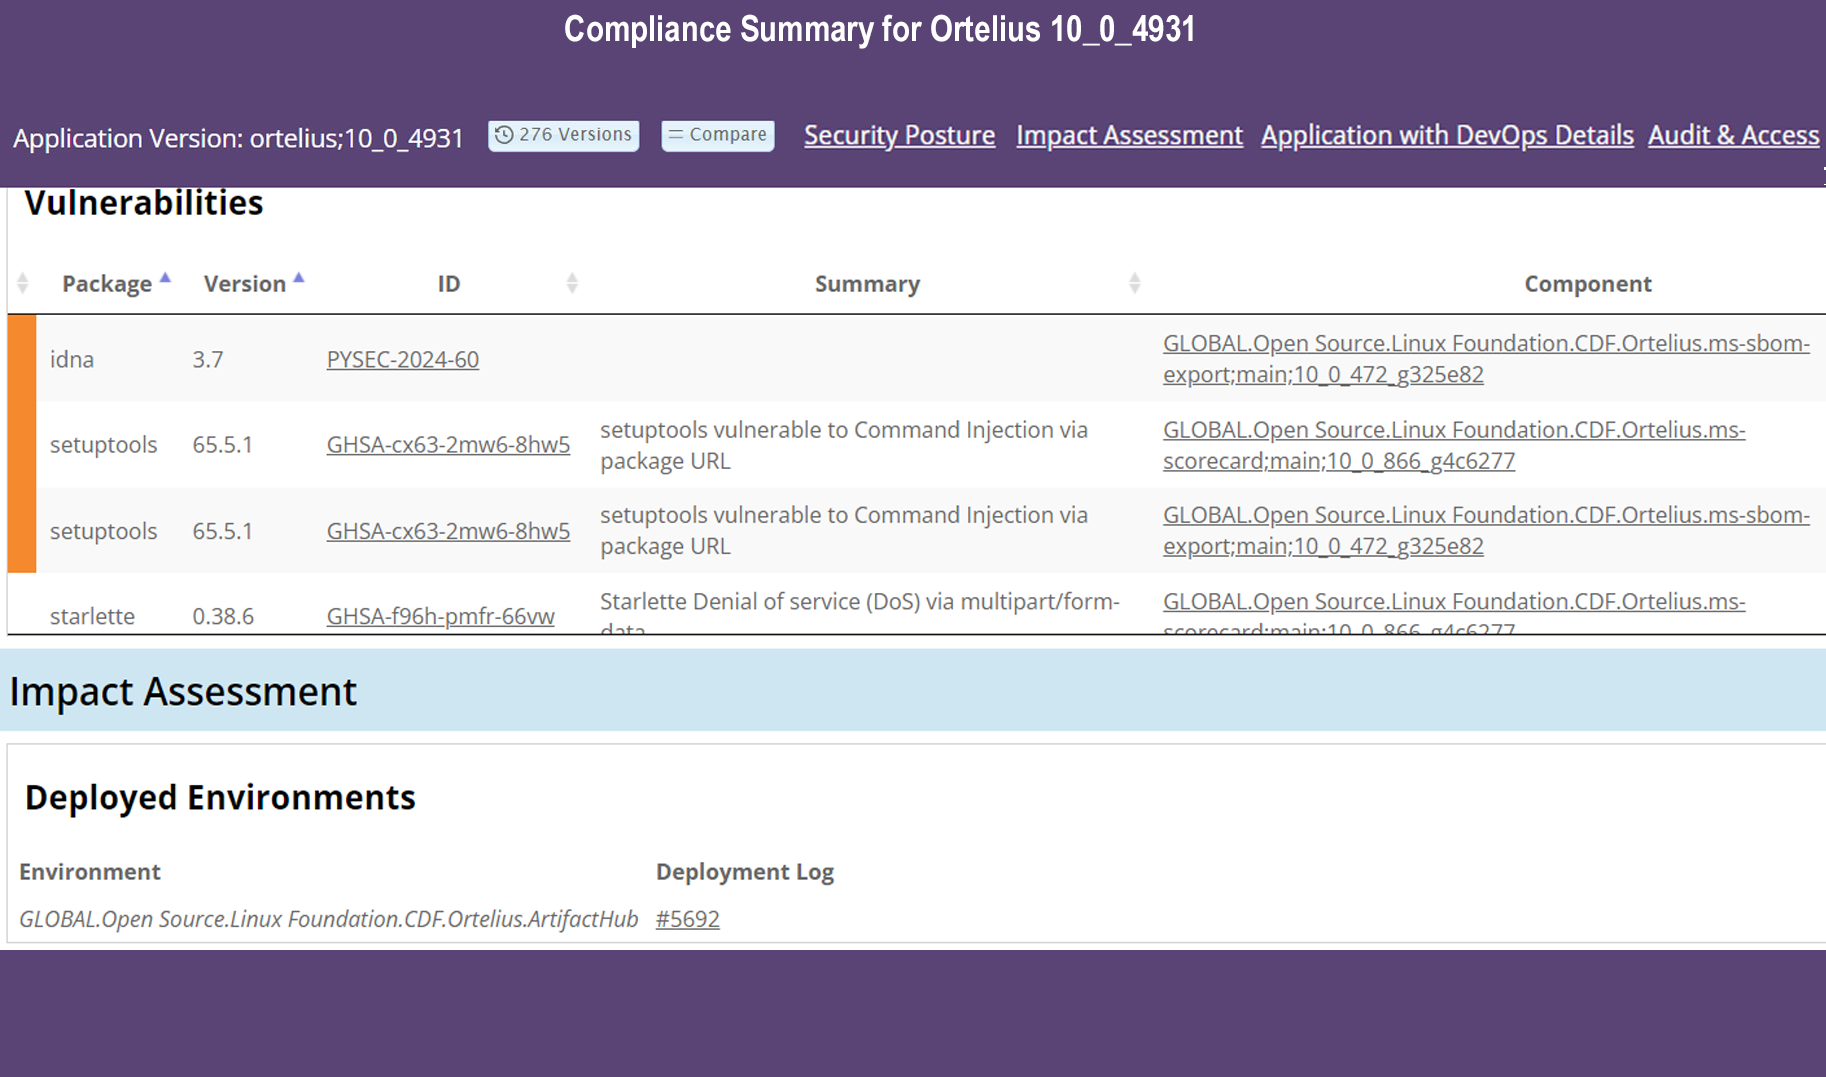 Compliance Summary for Ortelius 10_0_4931
Application Version: ortelius;10_0_4931 276 Versions Compare Security Posture Impact Assessment Application with DevOps Details Audit & Access
Vulnerabilities
Package Version ID Summary Component
idna 3.7 PYSEC-2024-60 GLOBAL.Open Source.Linux Foundation.CDF.Ortelius.ms-sbom-
export;main;10_0_472_g325e82
setuptools 65.5.1 GHSA-cx63-2mw6-8hw5 setuptools vulnerable to Command Injection via GLOBAL.Open Source.Linux Foundation.CDF.Ortelius.ms-
package URL scorecard;main;10_0_866_g4c6277
setuptools 65.5.1 GHSA-cx63-2mw6-8hw5 setuptools vulnerable to Command Injection via GLOBAL.Open Source.Linux Foundation.CDF.Ortelius.ms-sbom-
package URL export;main;10_0_472_g325e82
starlette 0.38.6 GHSA-f96h-pmfr-66vw Starlette Denial of service (DoS) via multipart/form- GLOBAL.Open Source.Linux Foundation.CDF.Ortelius.ms-
data scorecard;main;10_0_866_g4c6277
Impact Assessment
Deployed Environments
Environment Deployment Log
GLOBAL.Open Source.Linux Foundation.CDF.Ortelius.ArtifactHub #5692